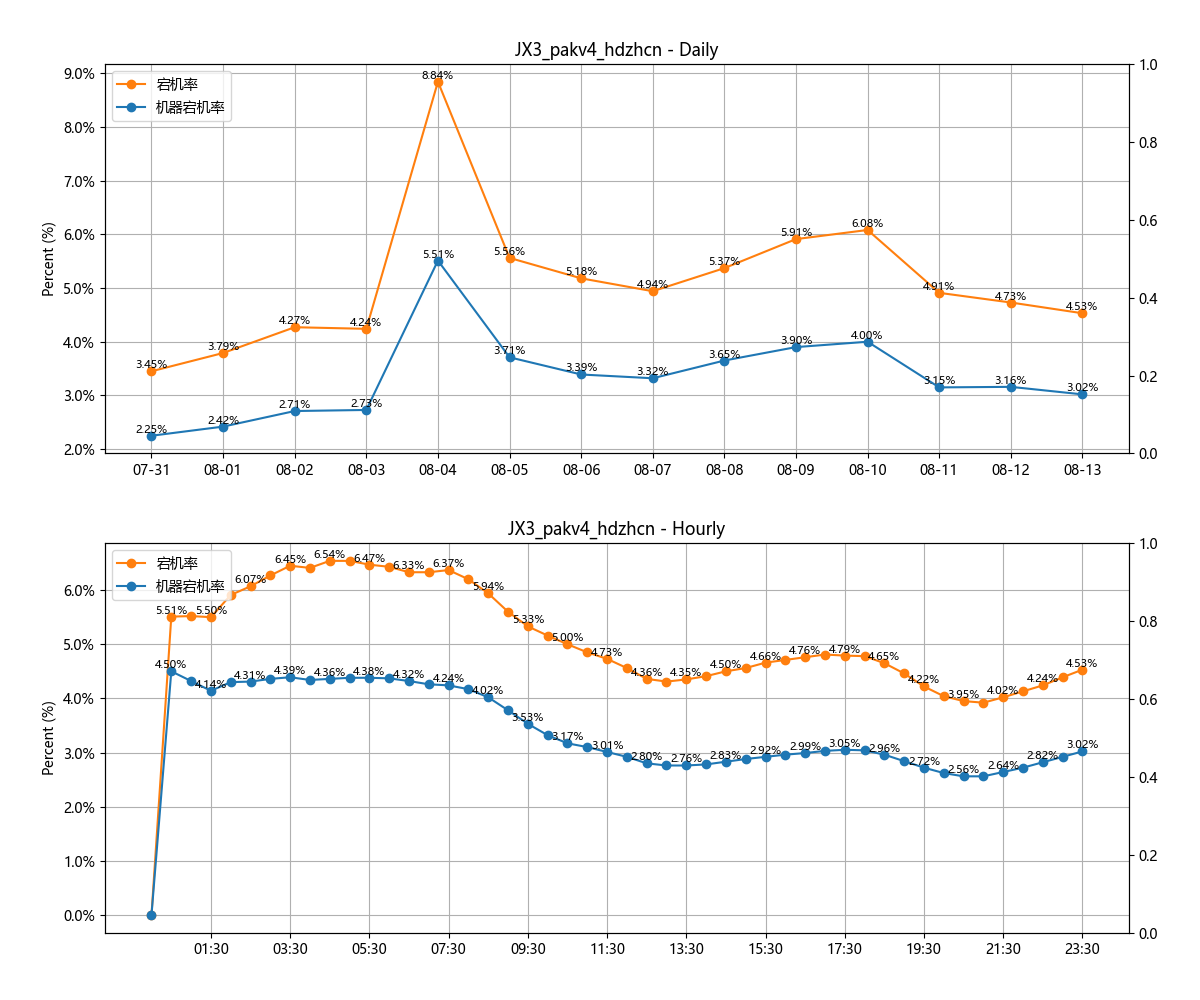 JX3_pakv4_hdzhcn - Daily
宕机率
机器宕机率
Percent (%)
9.0%
8.0%
7.0%
6.0%
5.0%
4.0%
3.0%
2.0%
1.0
0.8
0.6
0.4
0.2
0.0
3.45% 3.79% 4.27% 4.24% 8.84% 5.56% 5.18% 4.94% 5.37% 5.91% 6.08% 4.91% 4.73% 4.53%
2.25% 2.42% 2.71% 2.73% 5.51% 3.71% 3.39% 3.32% 3.65% 3.90% 4.00% 3.15% 3.16% 3.02%
07-31 08-01 08-02 08-03 08-04 08-05 08-06 08-07 08-08 08-09 08-10 08-11 08-12 08-13
JX3_pakv4_hdzhcn - Hourly
宕机率
机器宕机率
Percent (%)
6.0%
5.0%
4.0%
3.0%
2.0%
1.0%
0.0%
1.0
0.8
0.6
0.4
0.2
0.0
5.51% 5.50% 6.07% 6.45% 6.54% 6.47% 6.33% 6.37% 5.94% 5.33% 5.00% 4.73% 4.36% 4.35% 4.50% 4.66% 4.76% 4.79% 4.65% 4.22% 3.95% 4.02% 4.24% 4.53%
4.50% 4.14% 4.31% 4.39% 4.36% 4.38% 4.32% 4.24% 4.02% 3.53% 3.17% 3.01% 2.80% 2.76% 2.83% 2.92% 2.99% 3.05% 2.96% 2.72% 2.56% 2.64% 2.82% 3.02%
01:30 03:30 05:30 07:30 09:30 11:30 13:30 15:30 17:30 19:30 21:30 23:30